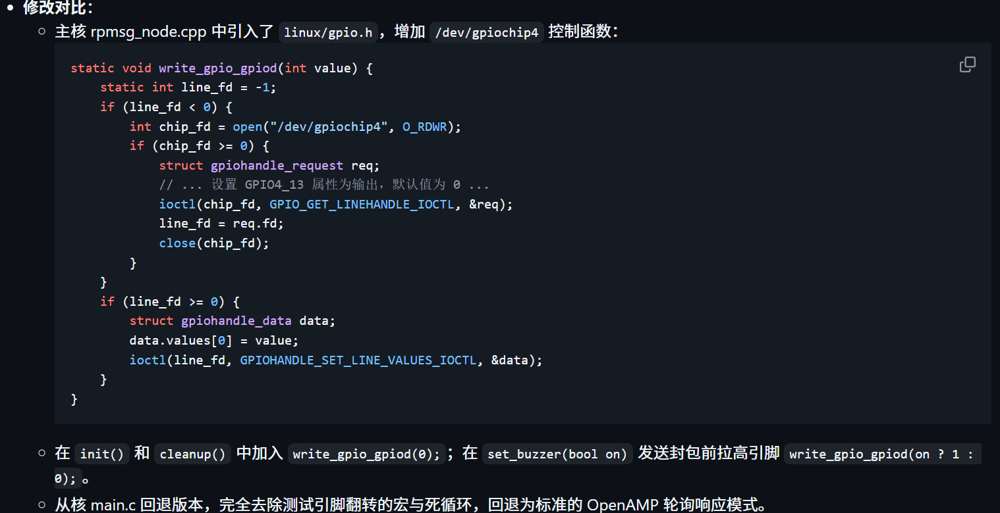 • 修改对比：
○ 主核 rpmsg_node.cpp 中引入了 linux/gpio.h ，增加 /dev/gpiochip4 控制函数：
static void write_gpio_gpiod(int value) {
    static int line_fd = -1;
    if (line_fd < 0) {
        int chip_fd = open("/dev/gpiochip4", O_RDWR);
        if (chip_fd >= 0) {
            struct gpiohandle_request req;
            // ... 设置 GPIO4_13 属性为输出，默认值为 0 ...
            ioctl(chip_fd, GPIO_GET_LINEHANDLE_IOCTL, &req);
            line_fd = req.fd;
            close(chip_fd);
        }
    }
    if (line_fd >= 0) {
        struct gpiohandle_data data;
        data.values[0] = value;
        ioctl(line_fd, GPIOHANDLE_SET_LINE_VALUES_IOCTL, &data);
    }
}
○ 在 init() 和 cleanup() 中加入 write_gpio_gpiod(0); ；在 set_buzzer(bool on) 发送封包前拉高引脚 write_gpio_gpiod(on ? 1 :
0); 。
○ 从核 main.c 回退版本，完全去除测试引脚翻转的宏与死循环，回退为标准的 OpenAMP 轮询响应模式。